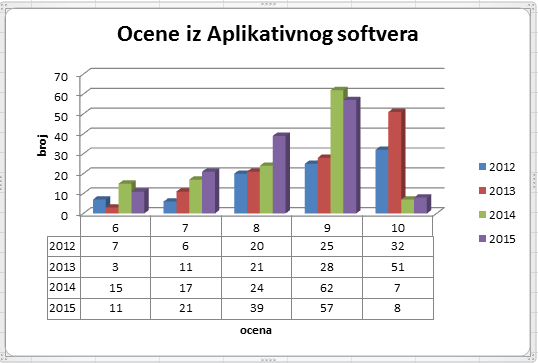 Ocene iz Aplikativnog softvera
broj
70
60
50
40
30
20
10
0
2012
2013
2014
2015
6 7 8 9 10
2012 7 6 20 25 32
2013 3 11 21 28 51
2014 15 17 24 62 7
2015 11 21 39 57 8
ocena